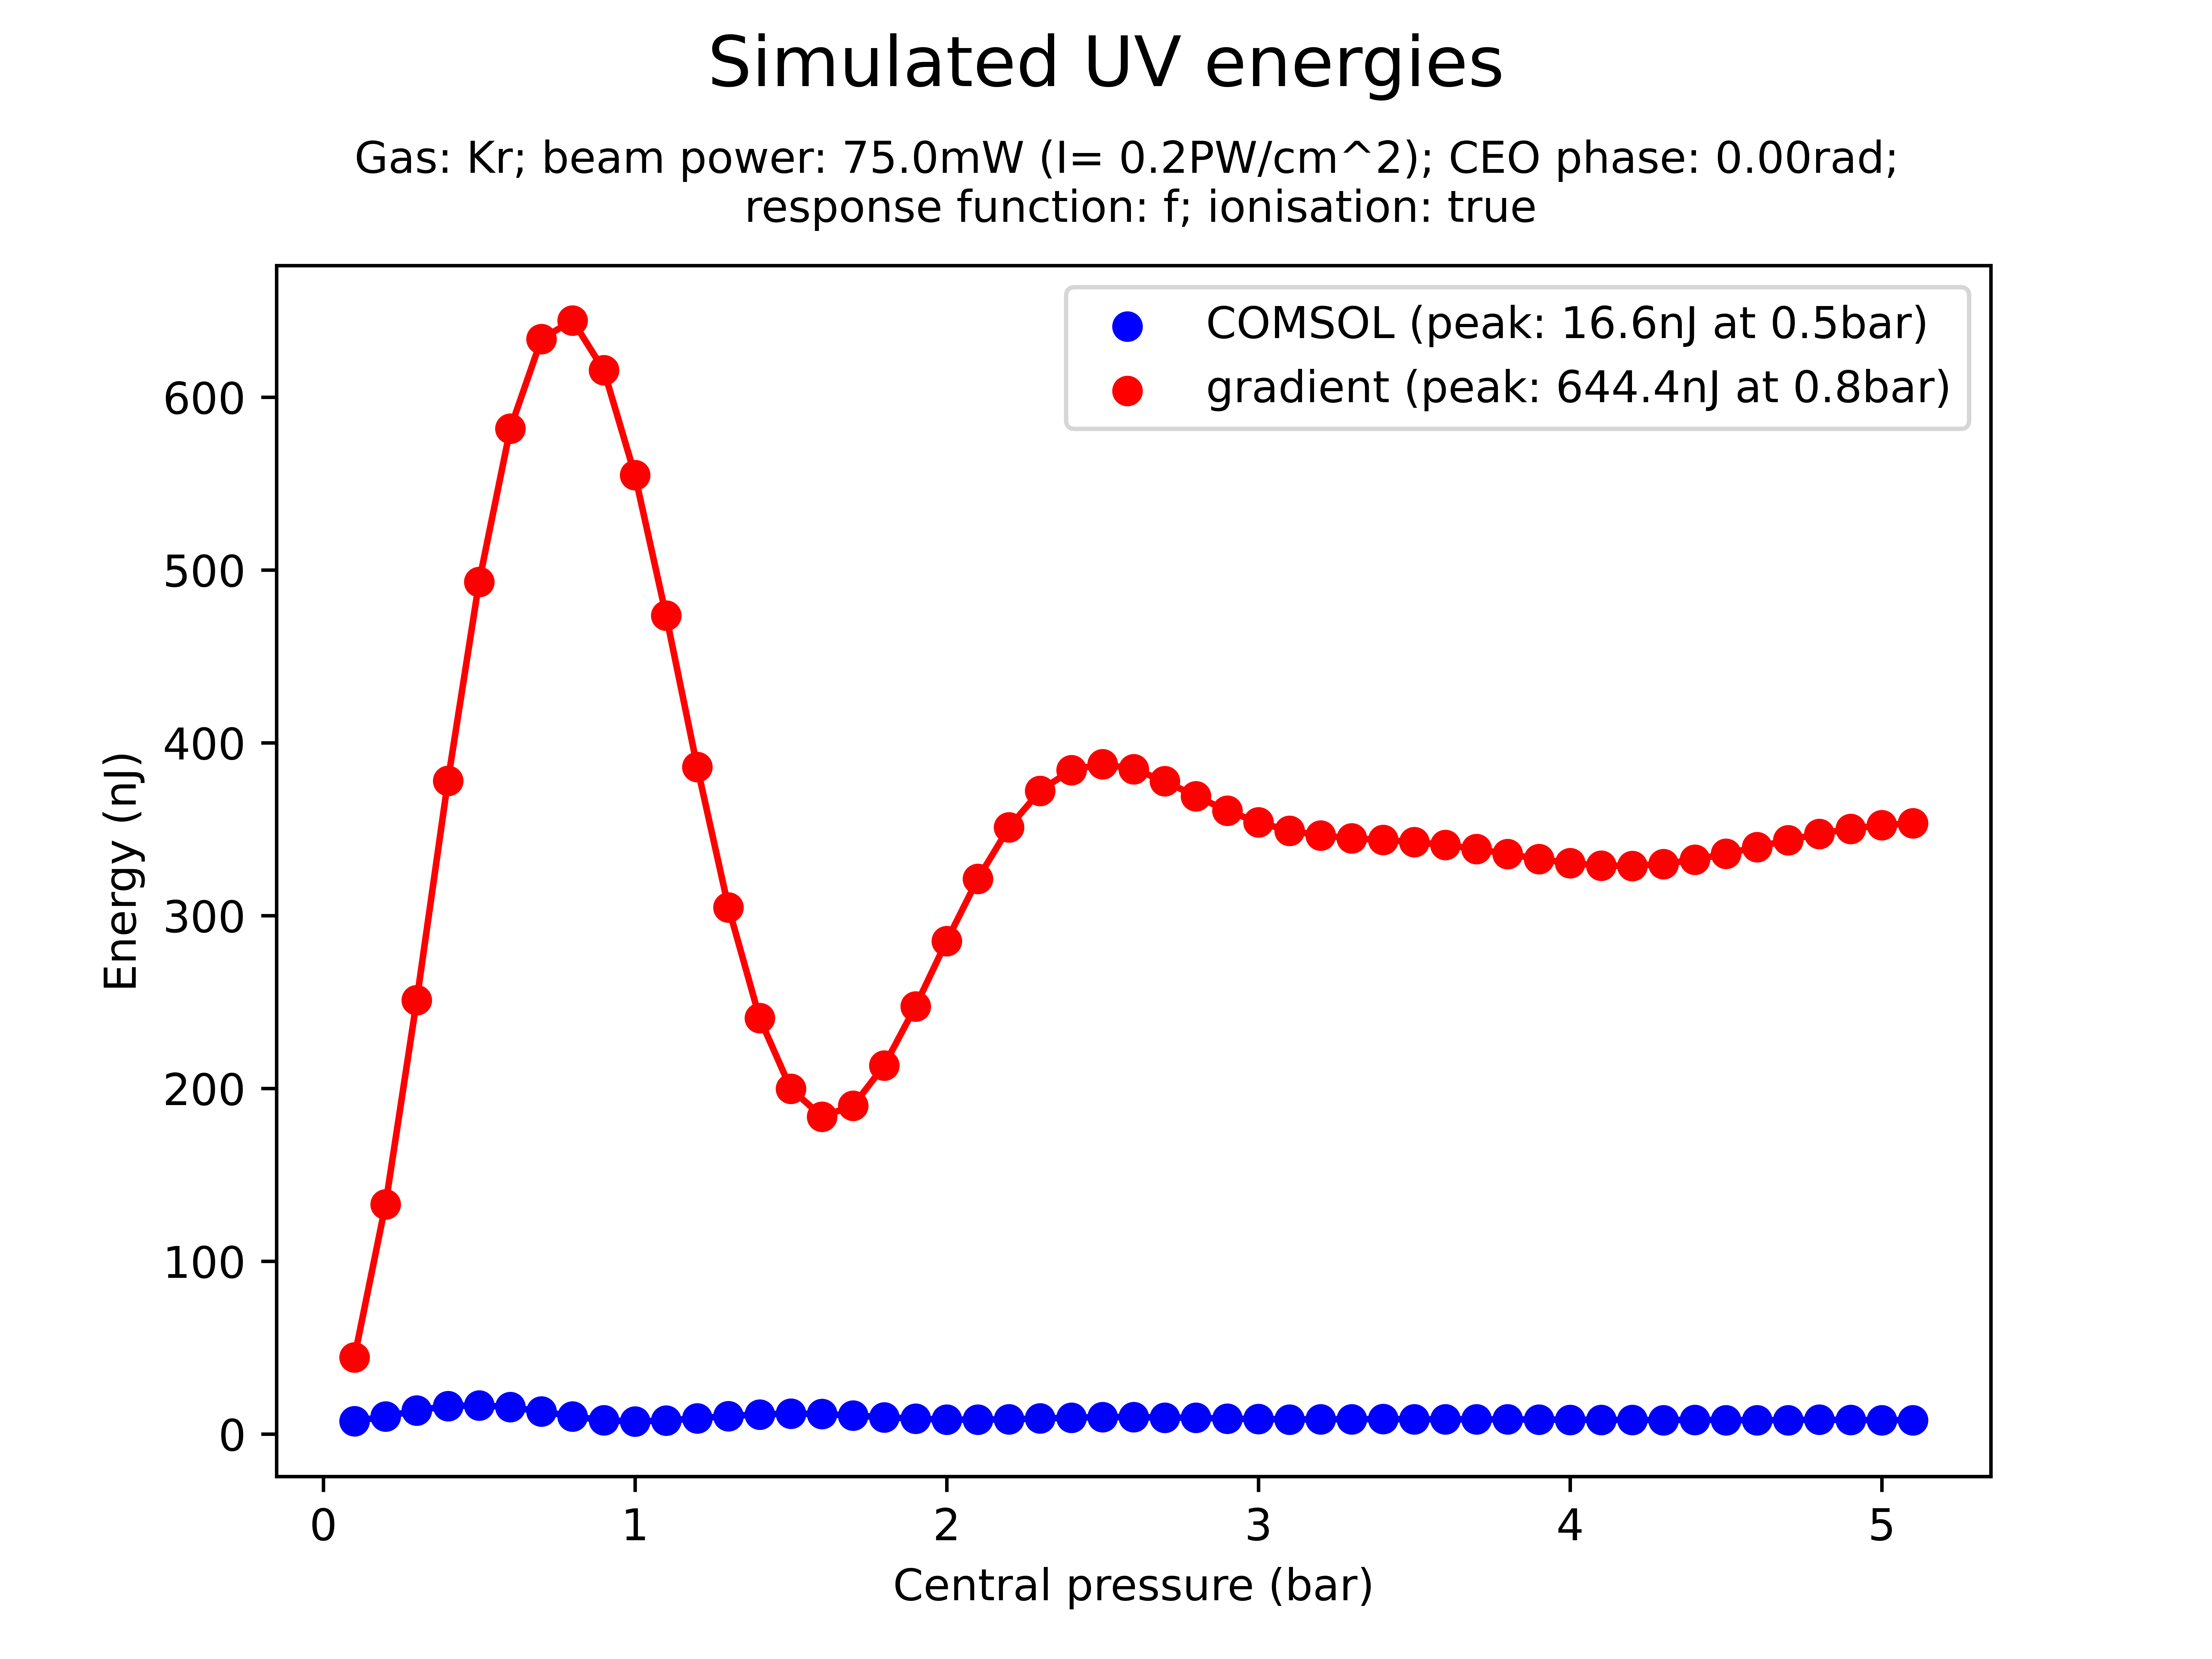 Simulated UV energies
Gas: Kr; beam power: 75.0mW (I= 0.2PW/cm^2); CEO phase: 0.00rad;
response function: f; ionisation: true
COMSOL (peak: 16.6nJ at 0.5bar)
gradient (peak: 644.4nJ at 0.8bar)
600
500
400
300
200
100
0
Energy (nJ)
0 1 2 3 4 5
Central pressure (bar)